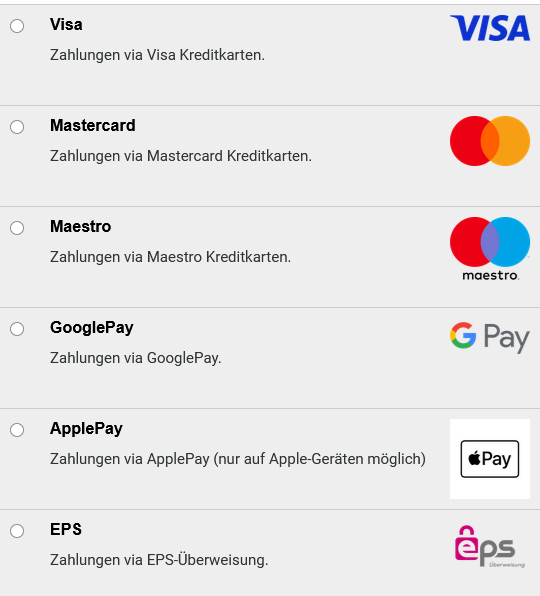 Visa
VISA
Zahlungen via Visa Kreditkarten.
Mastercard
Zahlungen via Mastercard Kreditkarten.
Maestro
Zahlungen via Maestro Kreditkarten.
maestro.
GooglePay
G Pay
Zahlungen via GooglePay.
ApplePay
Zahlungen via ApplePay (nur auf Apple-Geräten möglich)
Pay
EPS
eps
Zahlungen via EPS-Überweisung.
Überweisung